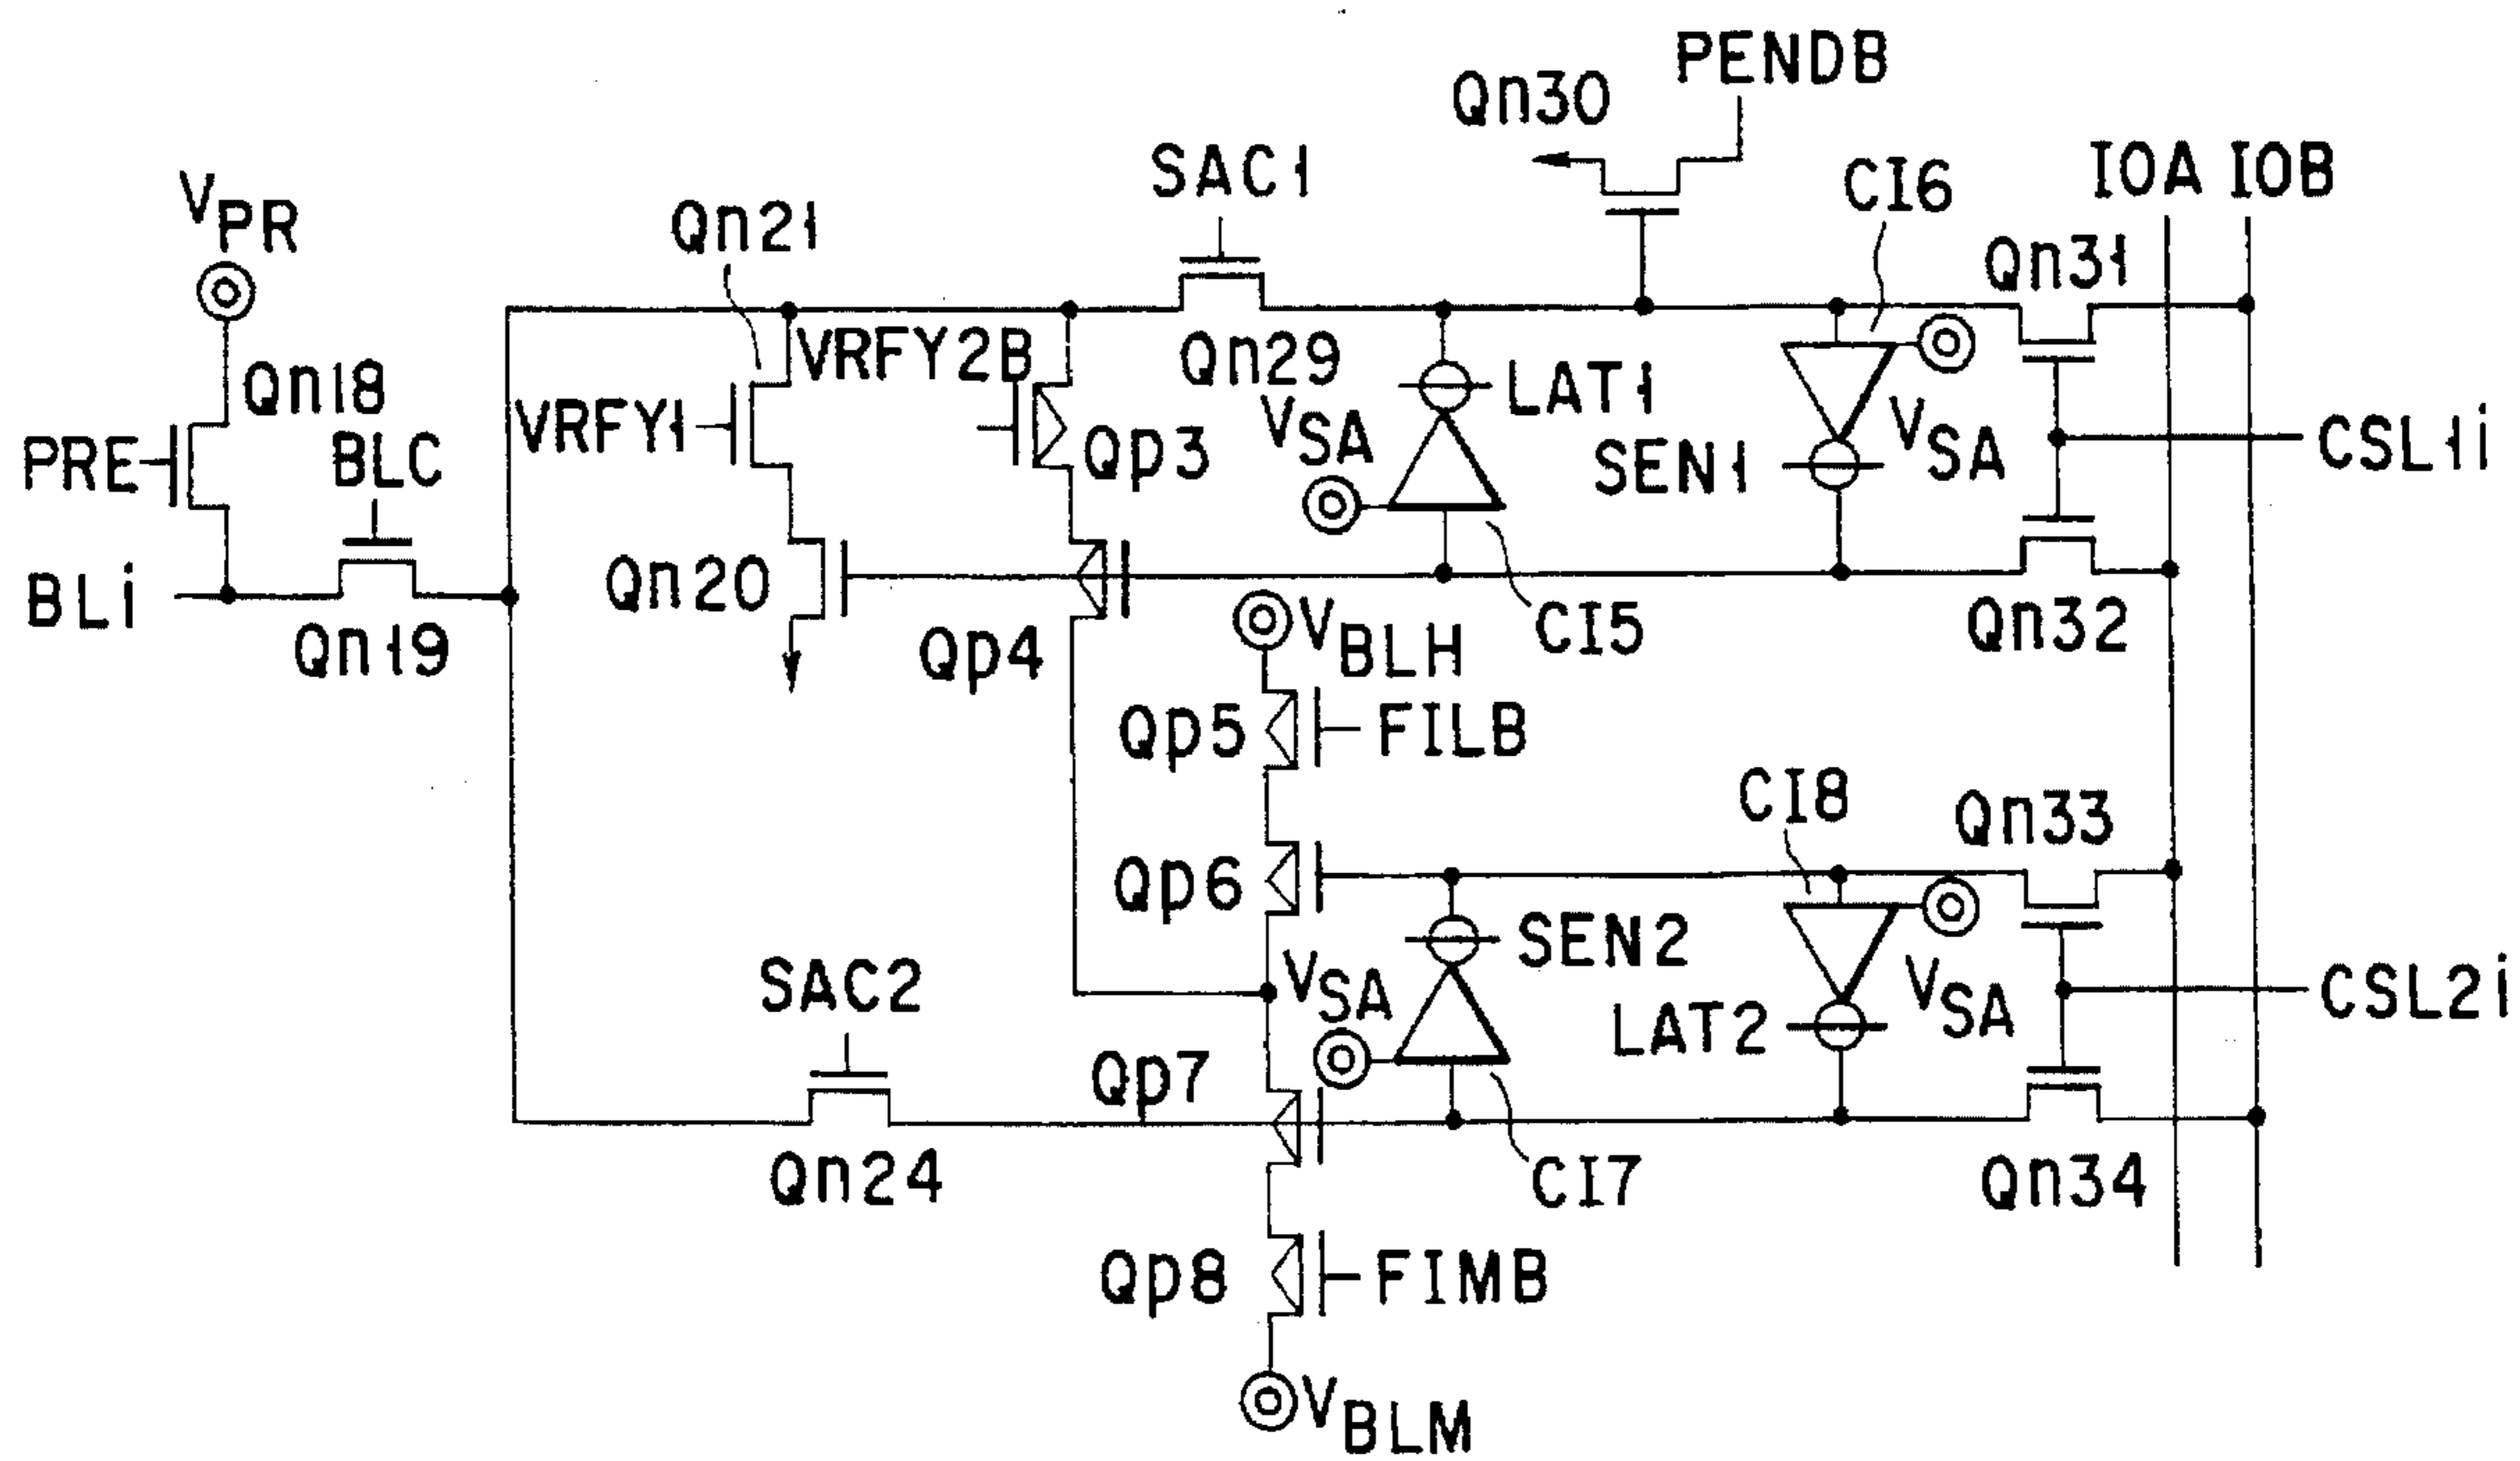 PENDB
Qn30
SAC1
IOA IOB
CI6
VPR
Qn21
Qn31
VRFY2B
Qn29
LAT1
Qn18
VRFY1
VSA
VSA
PRE
BLC
Qp3
SEN1
CSL1i
BLi
Qn20
Qn19
Qp4
VBLH
CI5
Qn32
Qp5
FILB
CI8
Qn33
Qp6
SEN2
SAC2
VSA
VSA
LAT2
CSL2i
Qp7
Qn24
CI7
Qn34
Qp8
FIMB
VBLM